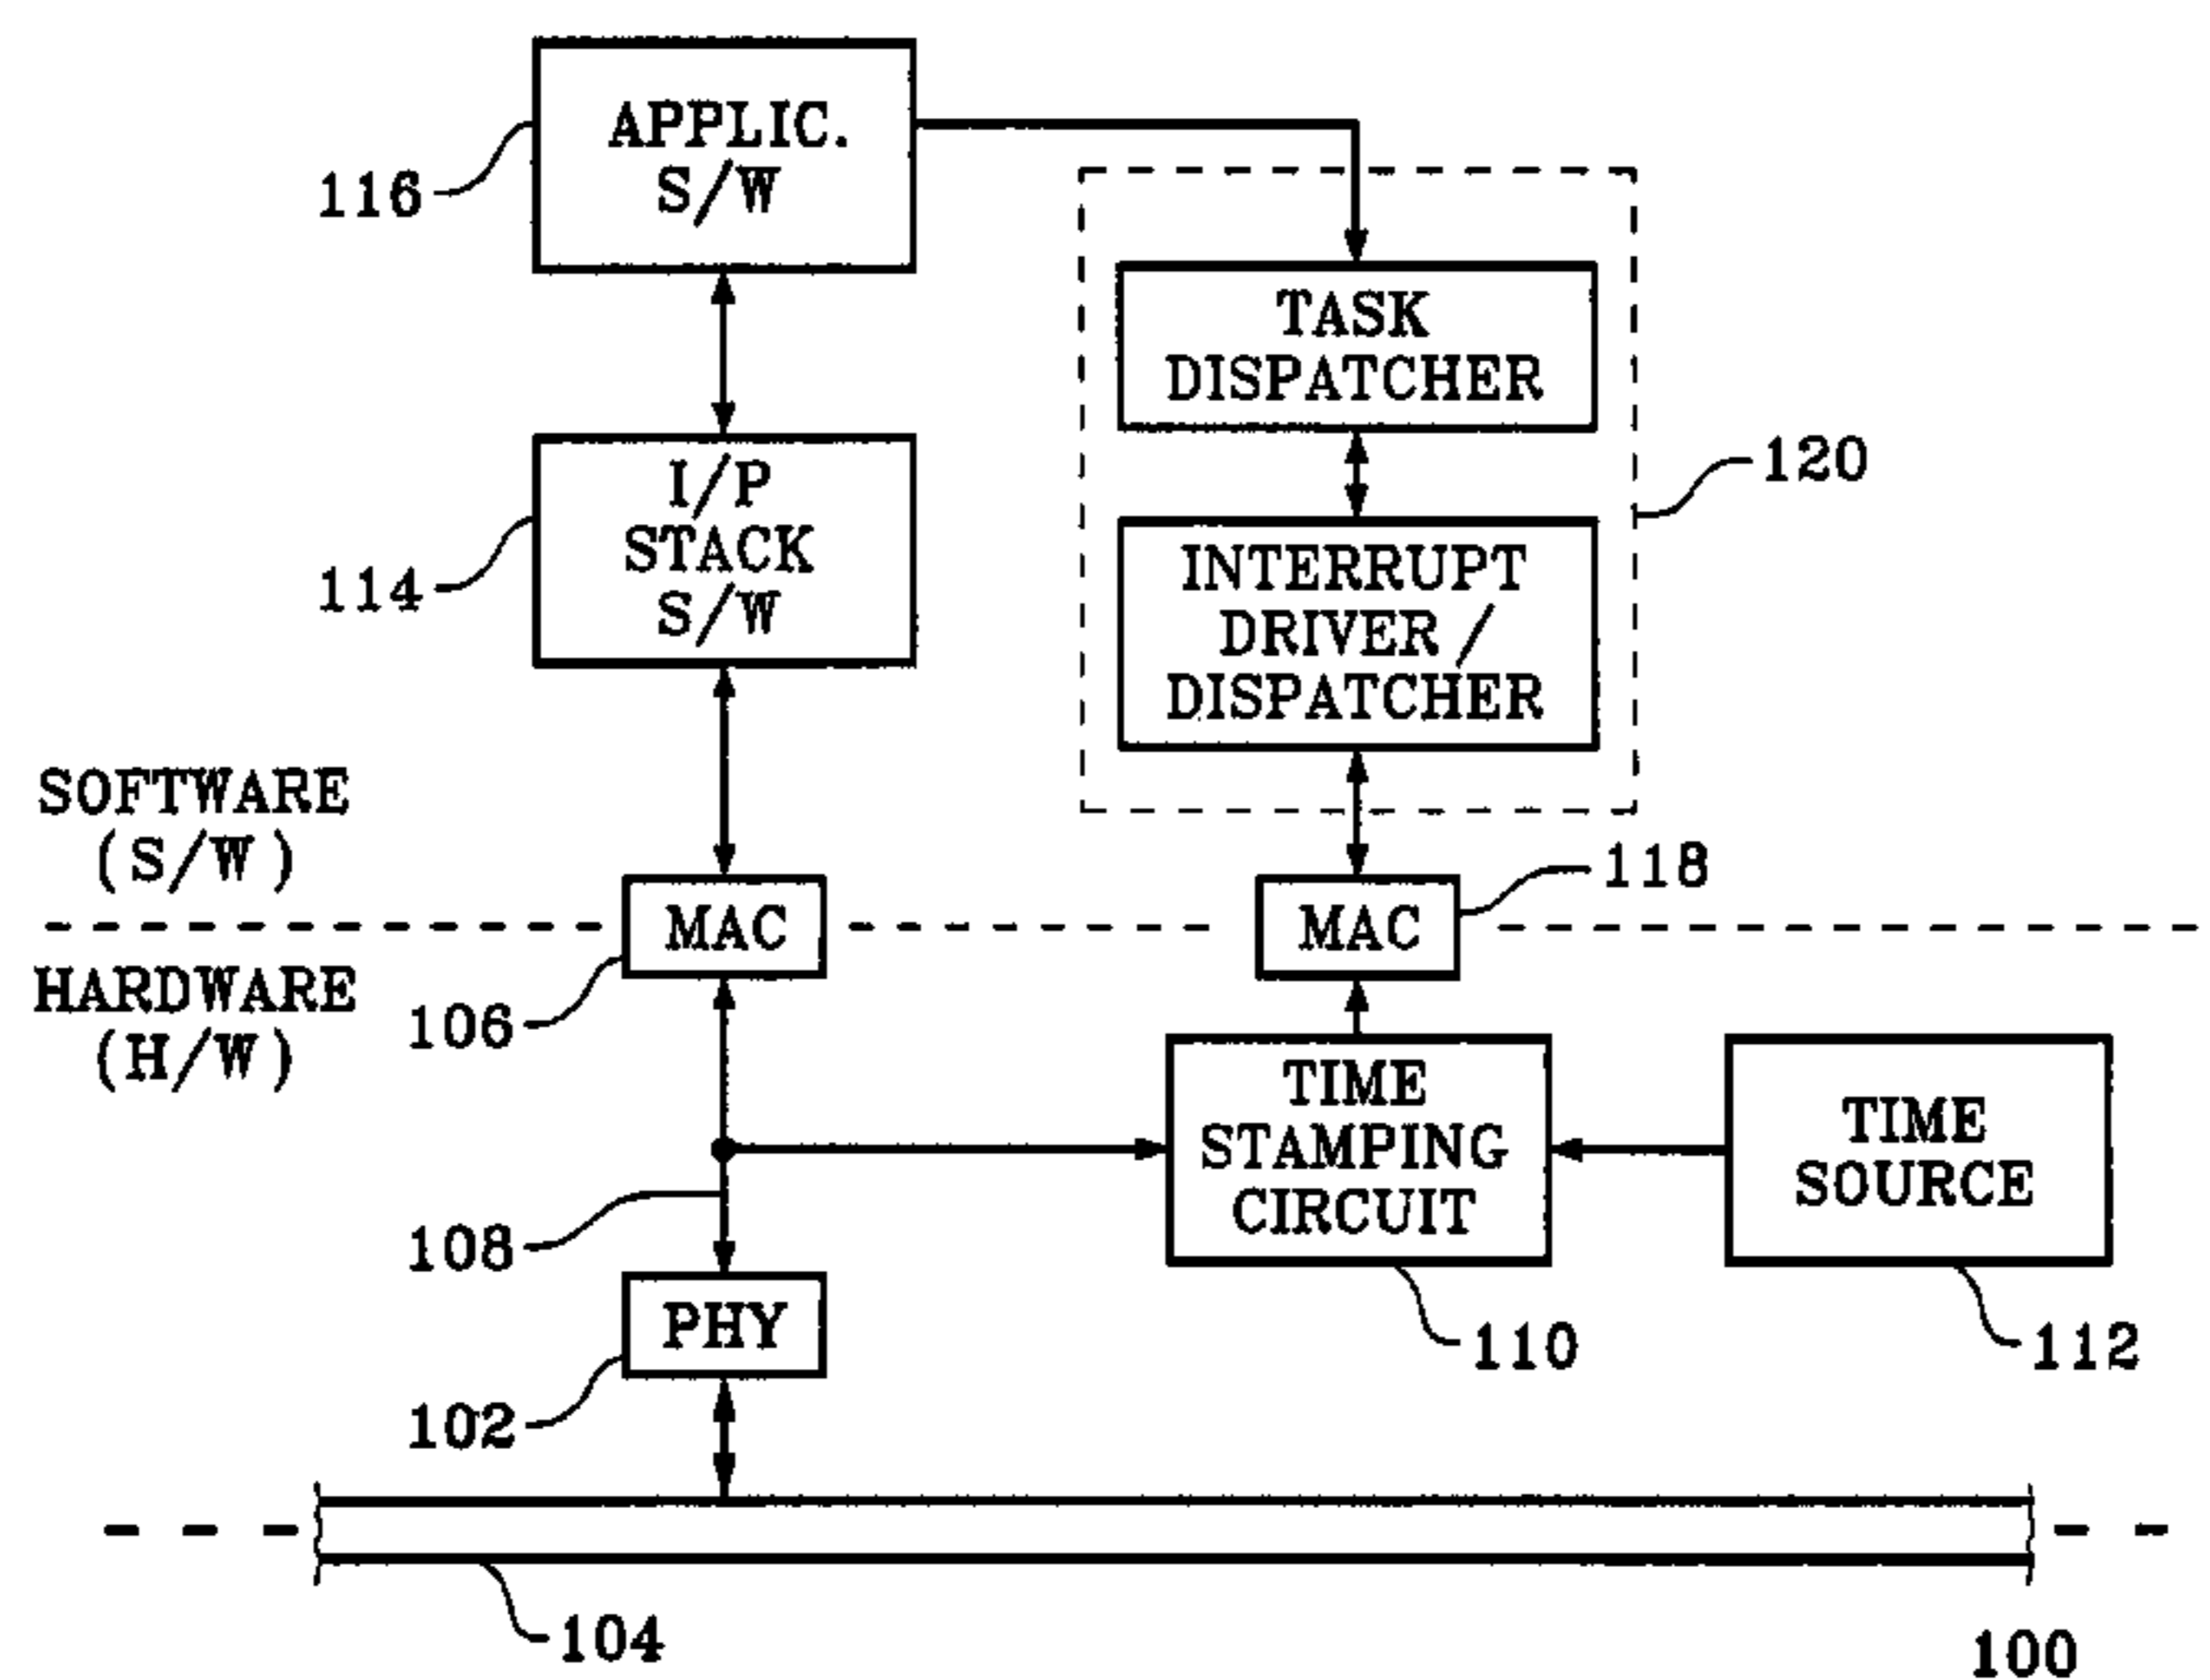 APPLIC.
S/W
116
TASK
DISPATCHER
120
I/P
STACK
S/W
114
INTERRUPT
DRIVER/
DISPATCHER
SOFTWARE
(S/W)
118
MAC
MAC
HARDWARE
(H/W)
106
TIME
STAMPING
CIRCUIT
TIME
SOURCE
108
PHY
110
112
102
104
100